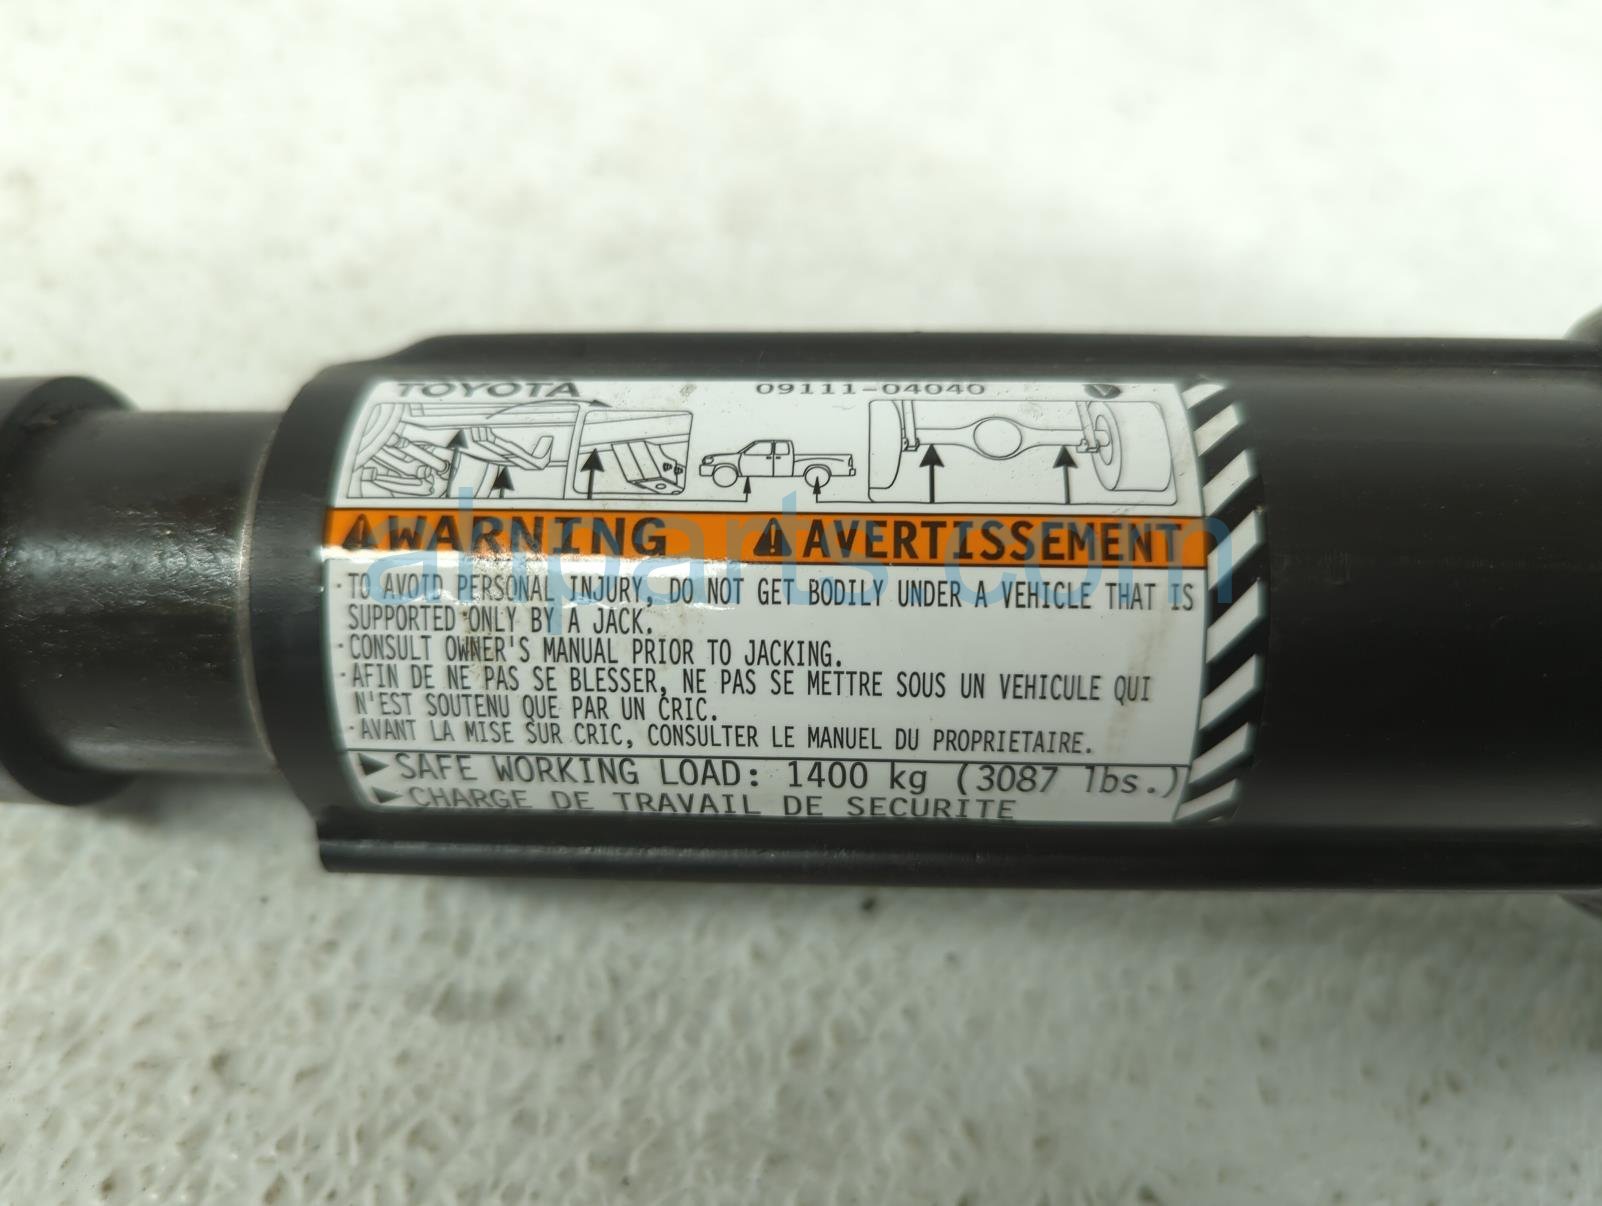 TOYOTA 09111-04040 V
WARNING AVERTISSEMENT
ahparts.com
·TO AVOID PERSONAL INJURY, DO NOT GET BODILY UNDER A VEHICLE THAT IS
SUPPORTED ONLY BY A JACK.
·CONSULT OWNER'S MANUAL PRIOR TO JACKING.
·AFIN DE NE PAS SE BLESSER, NE PAS SE METTRE SOUS UN VEHICULE QUI
N'EST SOUTENU QUE PAR UN CRIC.
·AVANT LA MISE SUR CRIC, CONSULTER LE MANUEL DU PROPRIETAIRE.
▶SAFE WORKING LOAD: 1400 kg (3087 lbs.)
▶CHARGE DE TRAVAIL DE SECURITE